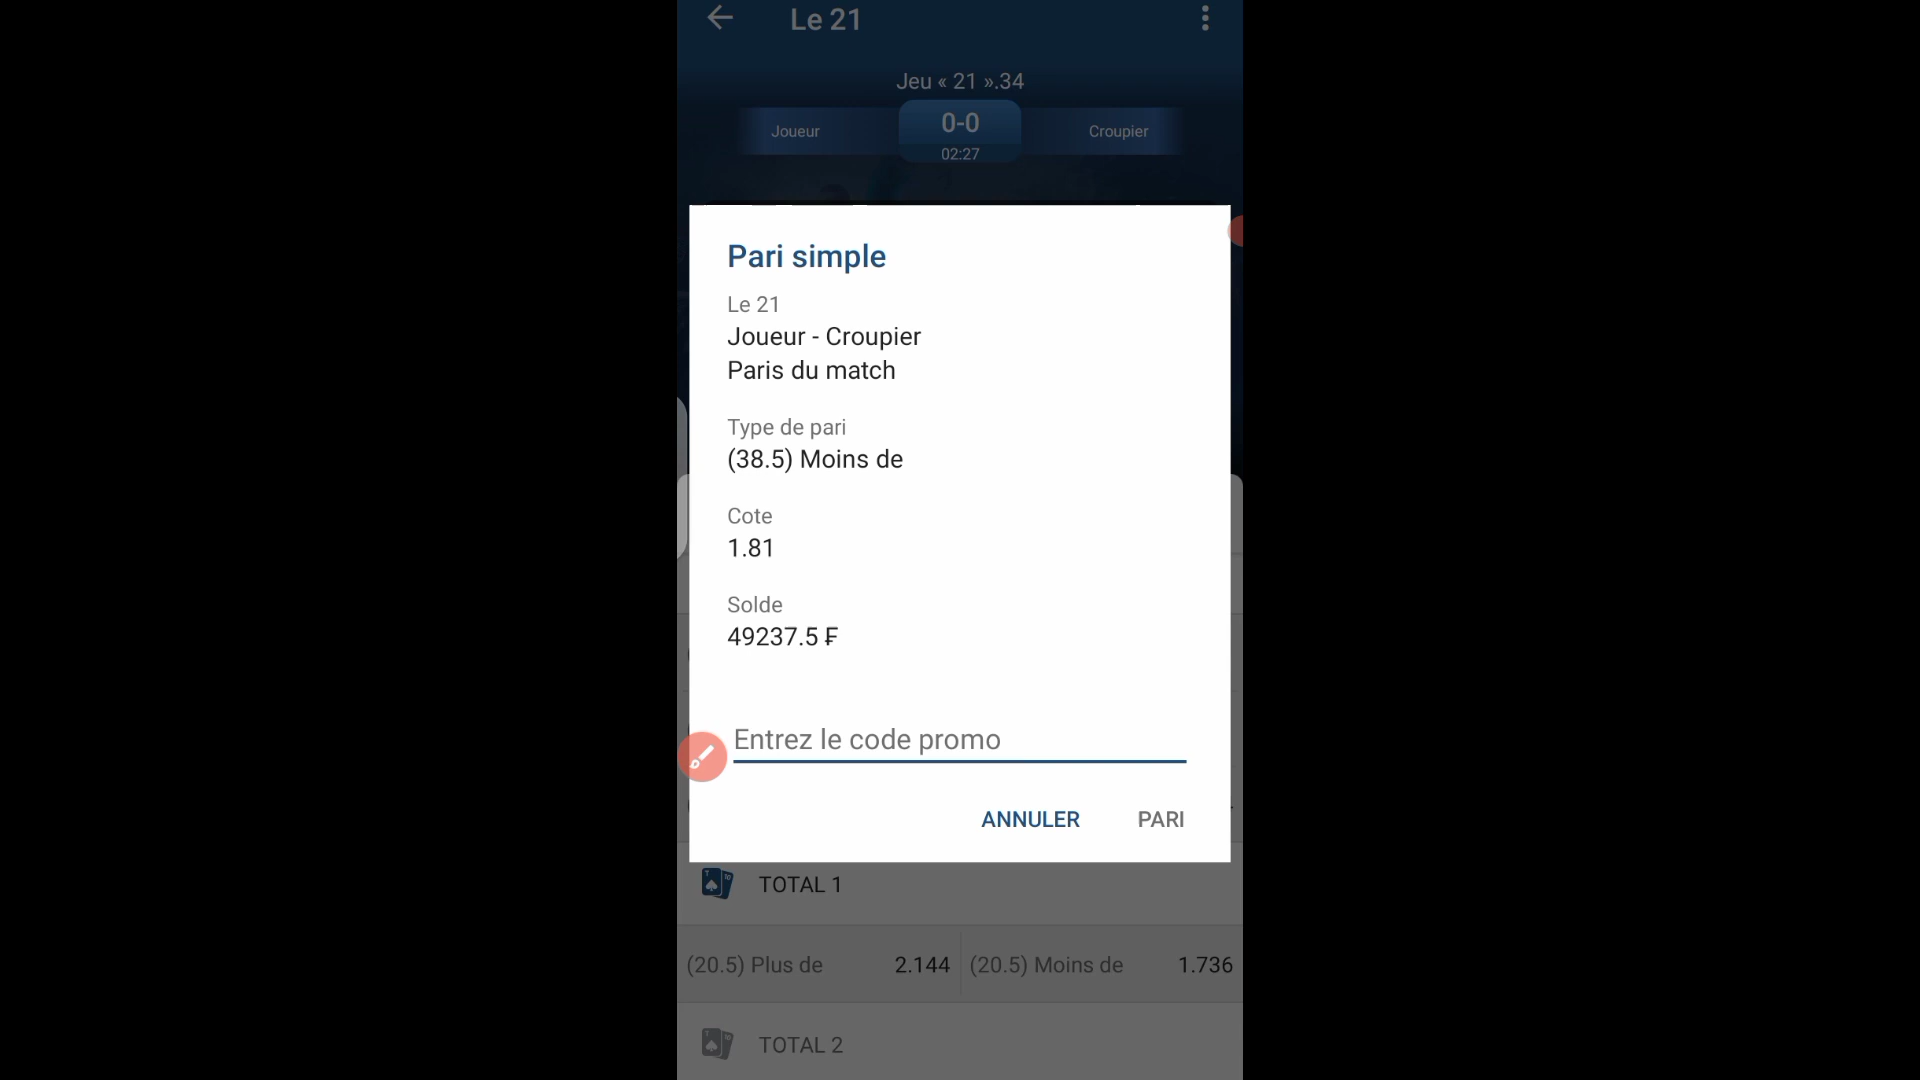 Le 21
Jeu « 21 ».34
Joueur
0-0
Croupier
02:27
Pari simple
Le 21
Joueur - Croupier
Paris du match
Type de pari
(38.5) Moins de
Cote
1.81
Solde
49237.5 ₣
Entrez le code promo
ANNULER PARI
TOTAL 1
(20.5) Plus de 2.144 (20.5) Moins de 1.736
TOTAL 2